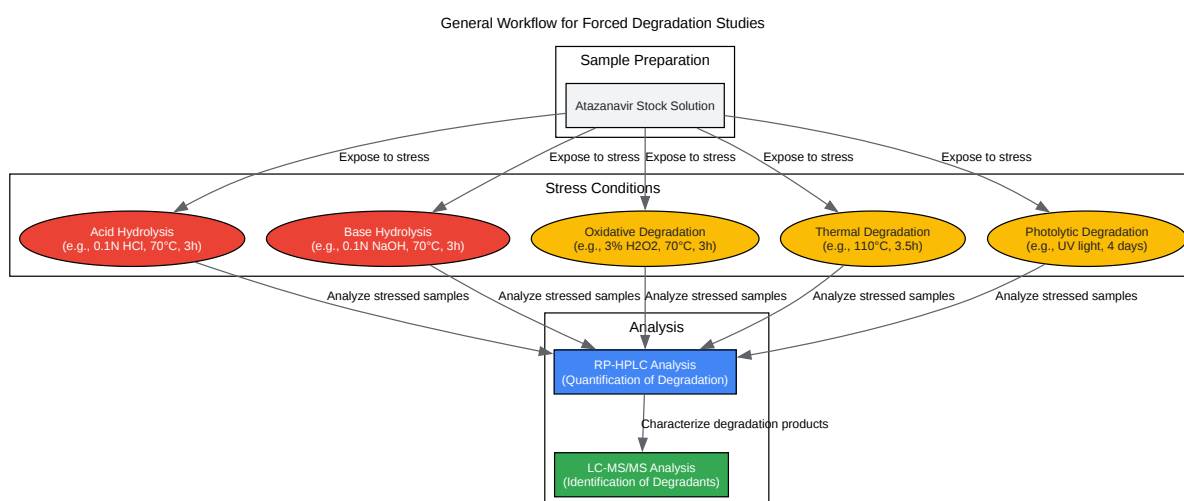 General Workflow for Forced Degradation Studies
Sample Preparation
Atazanavir Stock Solution
Expose to stress
Expose to stress
Expose to stress
Expose to stress
Expose to stress
Stress Conditions
Acid Hydrolysis
(e.g., 0.1N HCl, 70°C, 3h)
Base Hydrolysis
(e.g., 0.1N NaOH, 70°C, 3h)
Oxidative Degradation
(e.g., 3% H2O2, 70°C, 3h)
Thermal Degradation
(e.g., 110°C, 3.5h)
Photolytic Degradation
(e.g., UV light, 4 days)
Analyze stressed samples
Analyze stressed samples
Analyze stressed samples
Analyze stressed samples
Analyze stressed samples
Analysis
RP-HPLC Analysis
(Quantification of Degradation)
Characterize degradation products
LC-MS/MS Analysis
(Identification of Degradants)